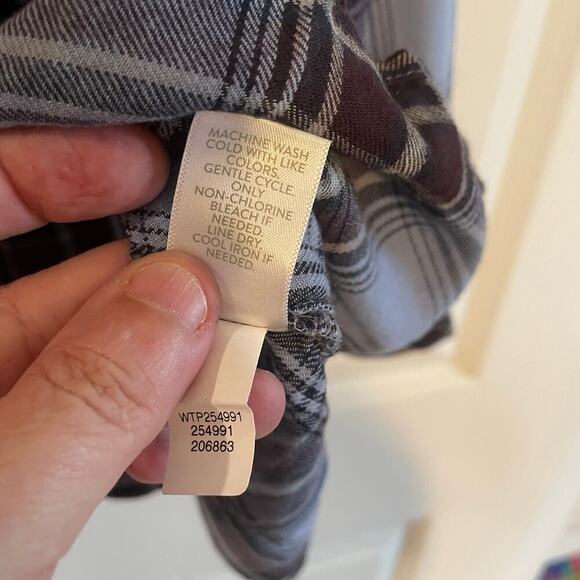 MACHINE WASH
COLD WITH LIKE
COLORS,
GENTLE CYCLE.
ONLY
NON-CHLORINE
BLEACH IF
NEEDED.
LINE DRY.
COOL IRON IF
NEEDED.
WTP254991
254991
206863